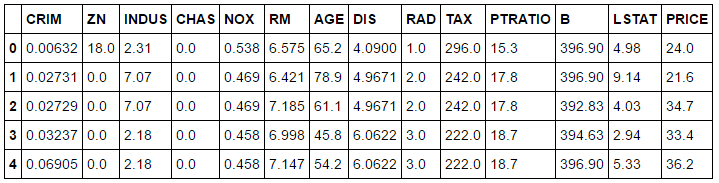 CRIM ZN INDUS CHAS NOX RM AGE DIS RAD TAX PTRATIO B LSTAT PRICE
0 0.00632 18.0 2.31 0.0 0.538 6.575 65.2 4.0900 1.0 296.0 15.3 396.90 4.98 24.0
1 0.02731 0.0 7.07 0.0 0.469 6.421 78.9 4.9671 2.0 242.0 17.8 396.90 9.14 21.6
2 0.02729 0.0 7.07 0.0 0.469 7.185 61.1 4.9671 2.0 242.0 17.8 392.83 4.03 34.7
3 0.03237 0.0 2.18 0.0 0.458 6.998 45.8 6.0622 3.0 222.0 18.7 394.63 2.94 33.4
4 0.06905 0.0 2.18 0.0 0.458 7.147 54.2 6.0622 3.0 222.0 18.7 396.90 5.33 36.2